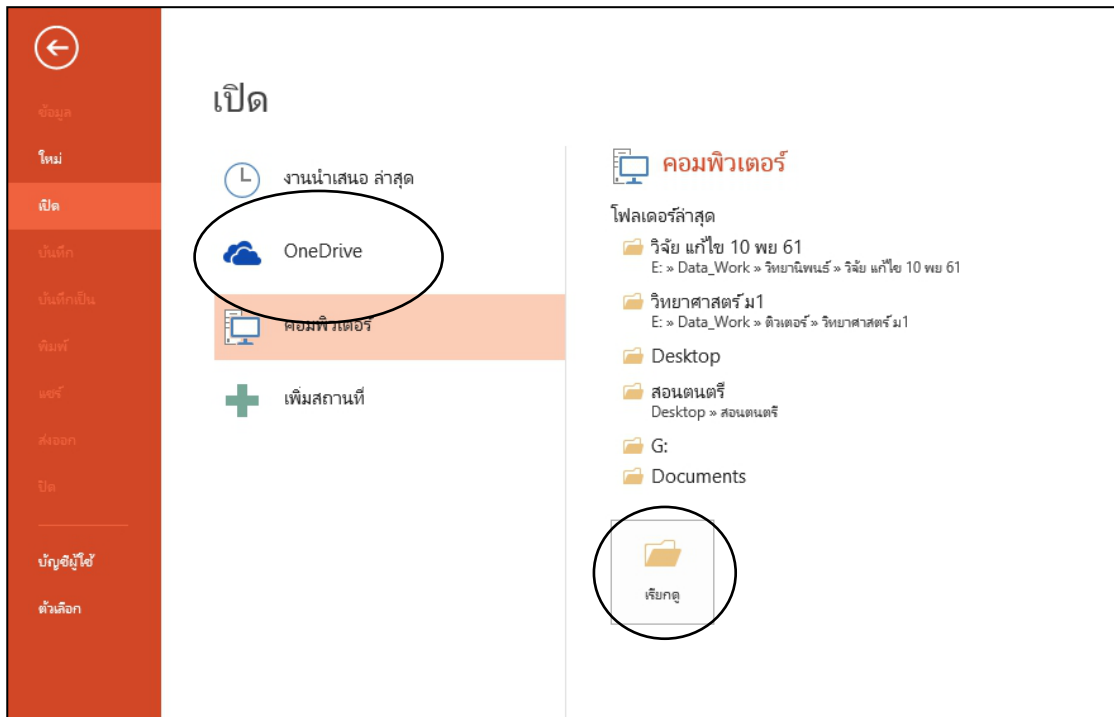 ข้อมูล
ใหม่
เปิด
บันทึก
บันทึกเป็น
พิมพ์
แชร์
ส่งออก
ปิด
บัญชีผู้ใช้
ตัวเลือก
เปิด
งานนำเสนอ ล่าสุด
OneDrive
คอมพิวเตอร์
เพิ่มสถานที่
คอมพิวเตอร์
โฟลเดอร์ล่าสุด
วิจัย แก้ไข 10 พย 61
E: » Data_Work » วิทยานิพนธ์ » วิจัย แก้ไข 10 พย 61
วิทยาศาสตร์ ม1
E: » Data_Work » ติวเตอร์ » วิทยาศาสตร์ ม1
Desktop
สอนตนตรี
Desktop » สอนตนตรี
G:
Documents
เรียกดู